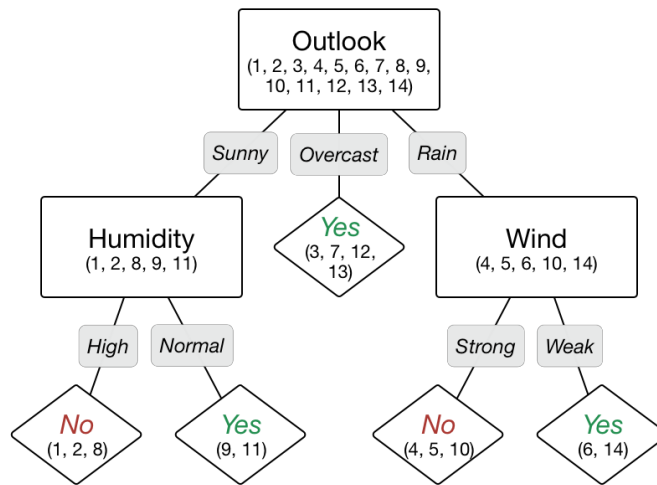 Outlook
(1, 2, 3, 4, 5, 6, 7, 8, 9,
10, 11, 12, 13, 14)
Sunny
Overcast
Rain
Humidity
(1, 2, 8, 9, 11)
Yes
(3, 7, 12,
13)
Wind
(4, 5, 6, 10, 14)
High
Normal
Strong
Weak
No
(1, 2, 8)
Yes
(9, 11)
No
(4, 5, 10)
Yes
(6, 14)